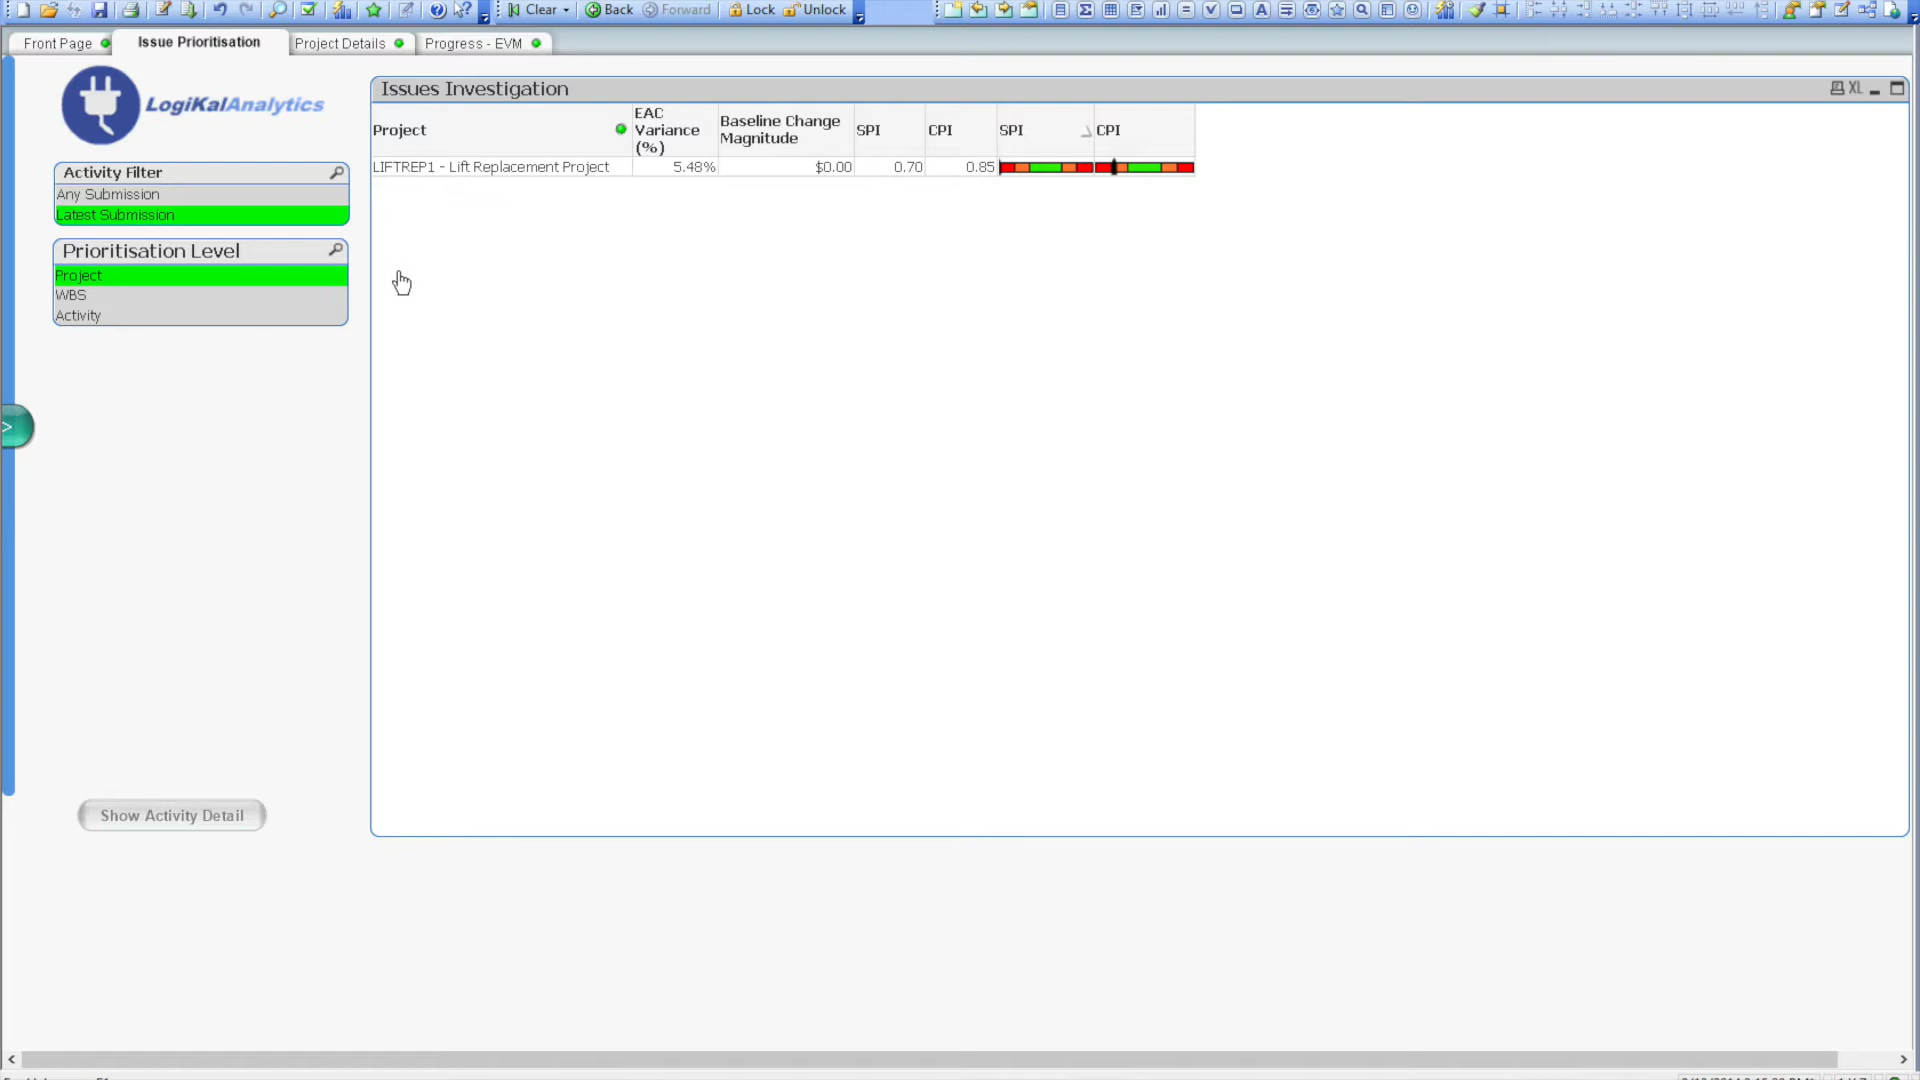 Clear Back Forward Lock Unlock
Front Page Issue Prioritisation Project Details Progress - EVM
LogiKalAnalytics
Activity Filter
Any Submission
Latest Submission
Prioritisation Level
Project
WBS
Activity
Show Activity Detail
Issues Investigation XL
Project EAC Variance (%) Baseline Change Magnitude SPI CPI SPI CPI
LIFTREP1 - Lift Replacement Project 5.48% $0.00 0.70 0.85